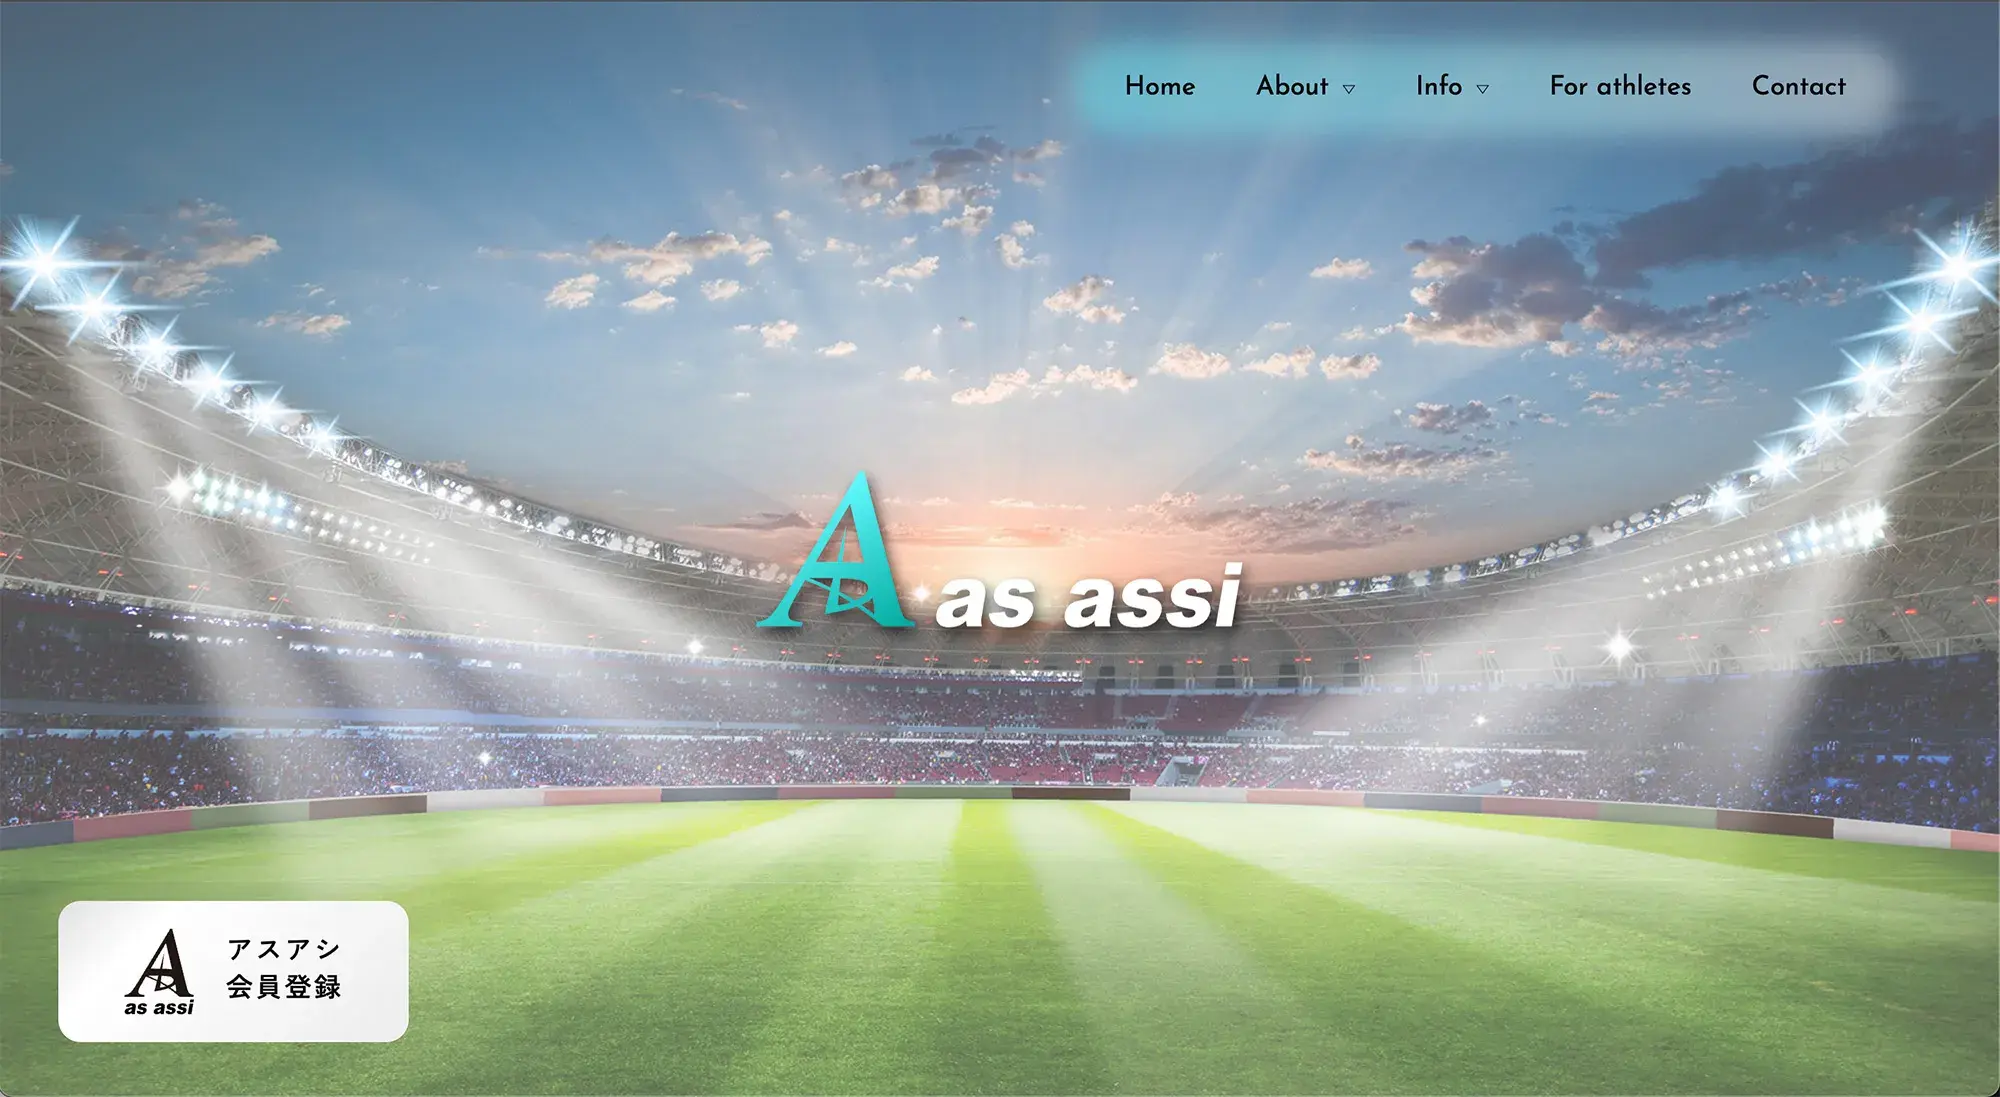 Home
About
Info
For athletes
Contact
A as assi
アスアシ
会員登録
A
as assi